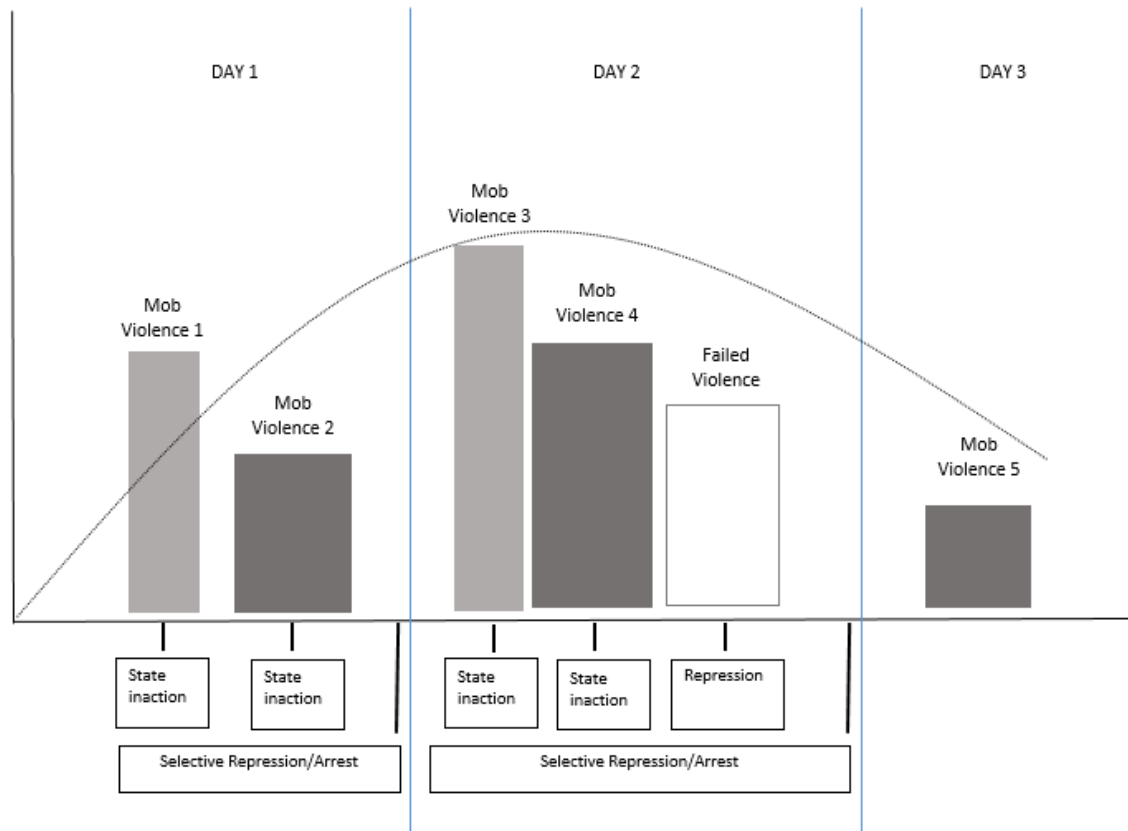 DAY 1
DAY 2
DAY 3
Mob
Violence 1
Mob
Violence 2
Mob
Violence 3
Mob
Violence 4
Failed
Violence
Mob
Violence 5
State
inaction
State
inaction
State
inaction
State
inaction
Repression
Selective Repression/Arrest
Selective Repression/Arrest